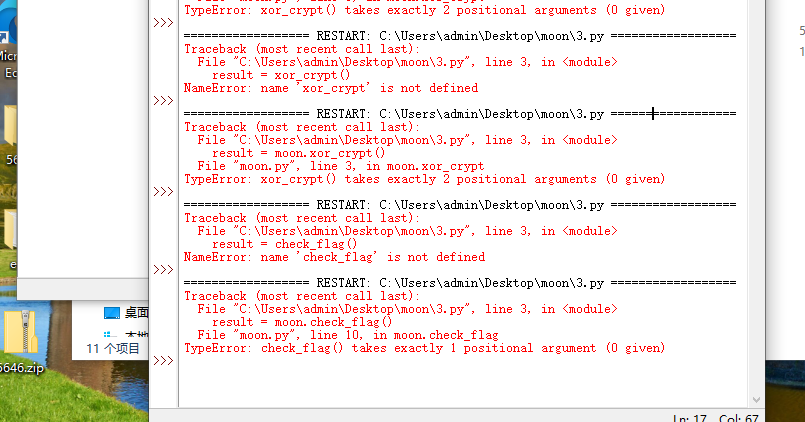 TypeError: xor_crypt() takes exactly 2 positional arguments (0 given)
>>>
================== RESTART: C:\Users\admin\Desktop\moon\3.py ==================
Traceback (most recent call last):
  File "C:\Users\admin\Desktop\moon\3.py", line 3, in <module>
    result = xor_crypt()
NameError: name 'xor_crypt' is not defined
>>>
================== RESTART: C:\Users\admin\Desktop\moon\3.py ==================
Traceback (most recent call last):
  File "C:\Users\admin\Desktop\moon\3.py", line 3, in <module>
    result = moon.xor_crypt()
  File "moon.py", line 3, in moon.xor_crypt
TypeError: xor_crypt() takes exactly 2 positional arguments (0 given)
>>>
================== RESTART: C:\Users\admin\Desktop\moon\3.py ==================
Traceback (most recent call last):
  File "C:\Users\admin\Desktop\moon\3.py", line 3, in <module>
    result = check_flag()
NameError: name 'check_flag' is not defined
>>>
================== RESTART: C:\Users\admin\Desktop\moon\3.py ==================
Traceback (most recent call last):
  File "C:\Users\admin\Desktop\moon\3.py", line 3, in <module>
    result = moon.check_flag()
  File "moon.py", line 10, in moon.check_flag
TypeError: check_flag() takes exactly 1 positional argument (0 given)
>>>
Ln: 17 Col: 67
桌面
11 个项目
5646.zip
56